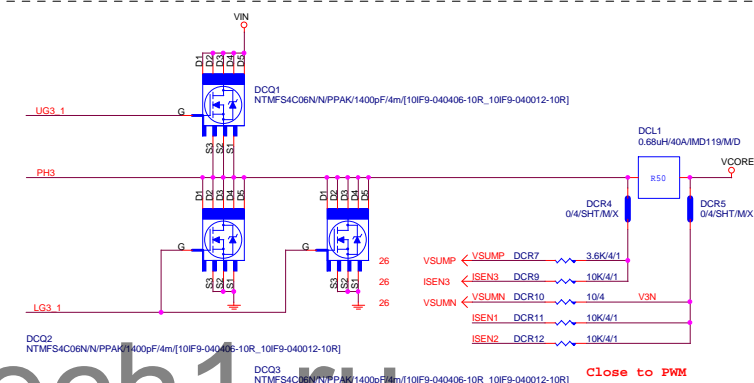 VIN
D1 D2 D3 D4 D5
DCQ1
NTMFS4C06N/N/PPAK/1400pF/4m/[10IF9-040406-10R_10IF9-040012-10R]
UG3_1
G
S3 S2 S1
DCL1
0.68uH/40A/IMD119/M/D
VCORE
PH3
R50
D1 D2 D3 D4 D5
D1 D2 D3 D4 D5
DCR4
0/4/SHT/M/X
DCR5
0/4/SHT/M/X
G
G
26 VSUMP VSUMP DCR7 3.6K/4/1
26 ISEN3 ISEN3 DCR9 10K/4/1
26 VSUMN VSUMN DCR10 10/4 V3N
S3 S2 S1
S3 S2 S1
LG3_1
ISEN1 DCR11 10K/4/1
ISEN2 DCR12 10K/4/1
DCQ2
NTMFS4C06N/N/PPAK/1400pF/4m/[10IF9-040406-10R_10IF9-040012-10R]
DCQ3
NTMFS4C06N/N/PPAK/1400pF/4m/[10IF9-040406-10R_10IF9-040012-10R]
Close to PWM